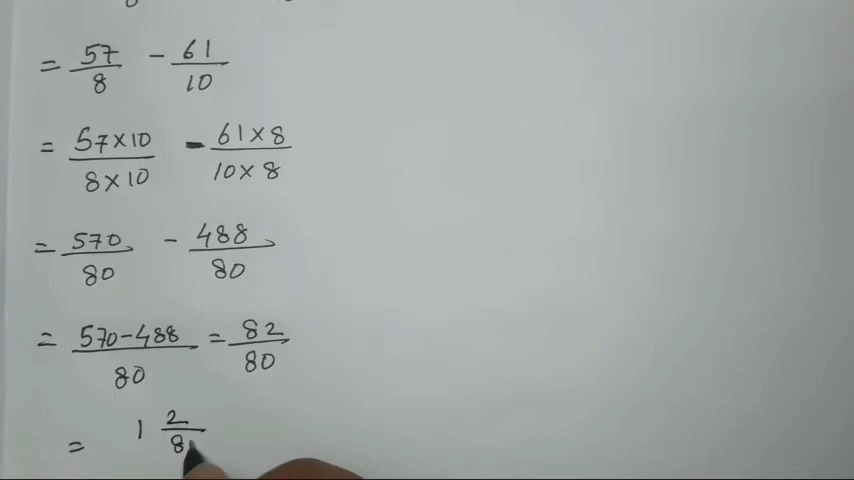 = 57/8 - 61/10
= 57×10/8×10 - 61×8/10×8
= 570/80 - 488/80
= 570-488/80 = 82/80
= 1 2/8